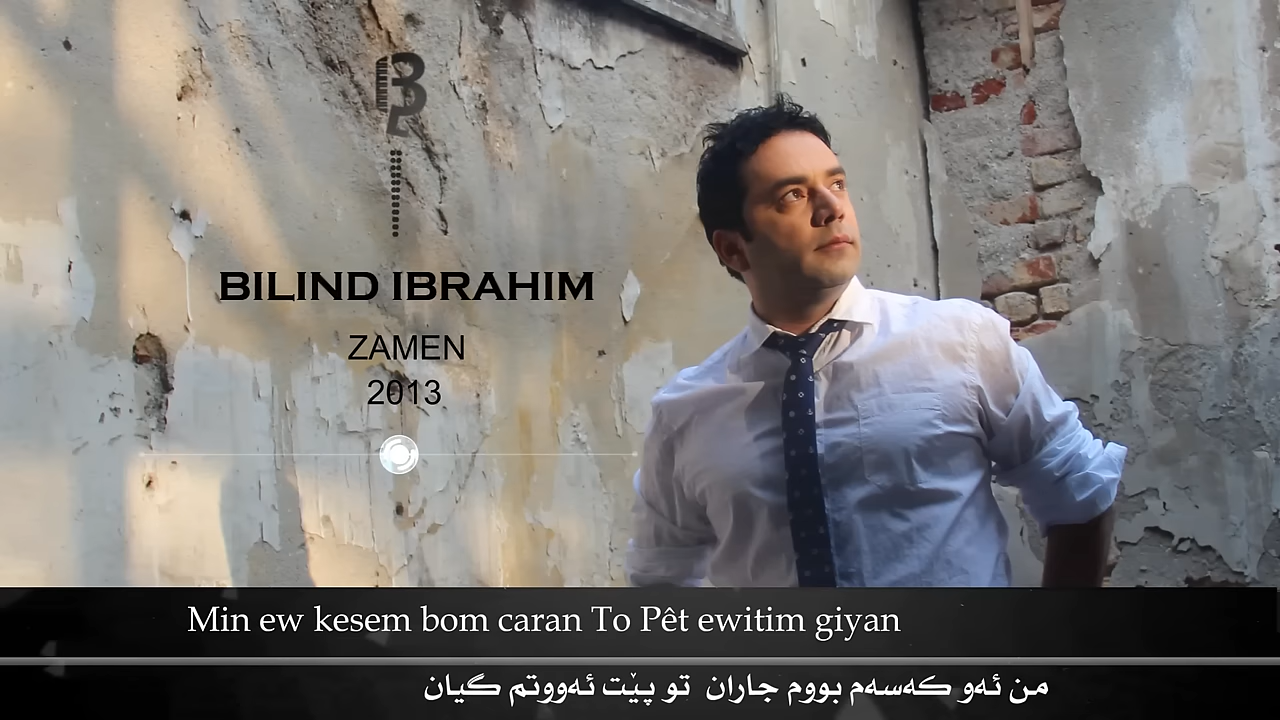 BILIND IBRAHIM
ZAMEN
2013
Min ew kesem bom caran To Pêt ewitim giyan
من ئەو کەسەم بووم جاران تو پێت ئەووتم گیان